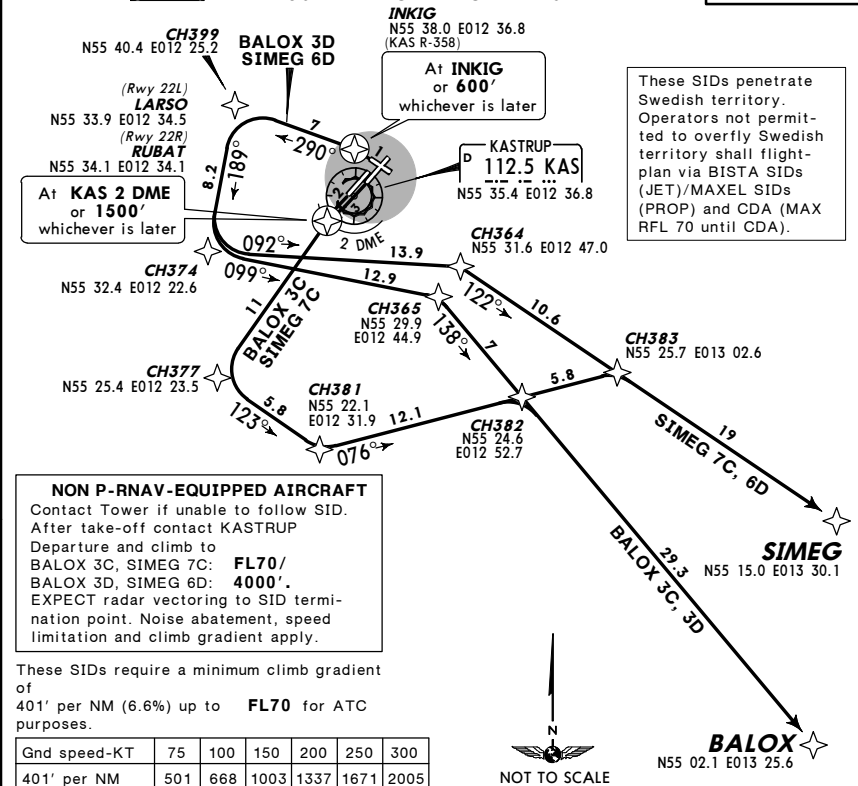 INKIG
N55 38.0 E012 36.8
(KAS R-358)
CH399
N55 40.4 E012 25.2
BALOX 3D
SIMEG 6D
At INKIG
or 600'
whichever is later
(Rwy 22L)
LARSO
N55 33.9 E012 34.5
(Rwy 22R)
RUBAT
N55 34.1 E012 34.1
At KAS 2 DME
or 1500'
whichever is later
7
290°
1
8.2
189°
D
KASTRUP
112.5 KAS
N55 35.4 E012 36.8
2 DME
These SIDs penetrate
Swedish territory.
Operators not permit-
ted to overfly Swedish
territory shall flight-
plan via BISTA SIDs
(JET)/MAXEL SIDs
(PROP) and CDA (MAX
RFL 70 until CDA).
092°
13.9
CH364
N55 31.6 E012 47.0
CH374
N55 32.4 E012 22.6
099°
12.9
122°
10.6
11
BALOX 3C
SIMEG 7C
CH365
N55 29.9
E012 44.9
138°
7
CH383
N55 25.7 E013 02.6
CH377
N55 25.4 E012 23.5
5.8
123°
CH381
N55 22.1
E012 31.9
12.1
076°
5.8
CH382
N55 24.6
E012 52.7
19
SIMEG 7C, 6D
SIMEG
N55 15.0 E013 30.1
29.3
BALOX 3C, 3D
BALOX
N55 02.1 E013 25.6
NON P-RNAV-EQUIPPED AIRCRAFT
Contact Tower if unable to follow SID.
After take-off contact KASTRUP
Departure and climb to
BALOX 3C, SIMEG 7C: FL70/
BALOX 3D, SIMEG 6D: 4000'.
EXPECT radar vectoring to SID termi-
nation point. Noise abatement, speed
limitation and climb gradient apply.
These SIDs require a minimum climb gradient
of
401' per NM (6.6%) up to FL70 for ATC
purposes.
Gnd speed-KT 75 100 150 200 250 300
401' per NM 501 668 1003 1337 1671 2005
N
NOT TO SCALE